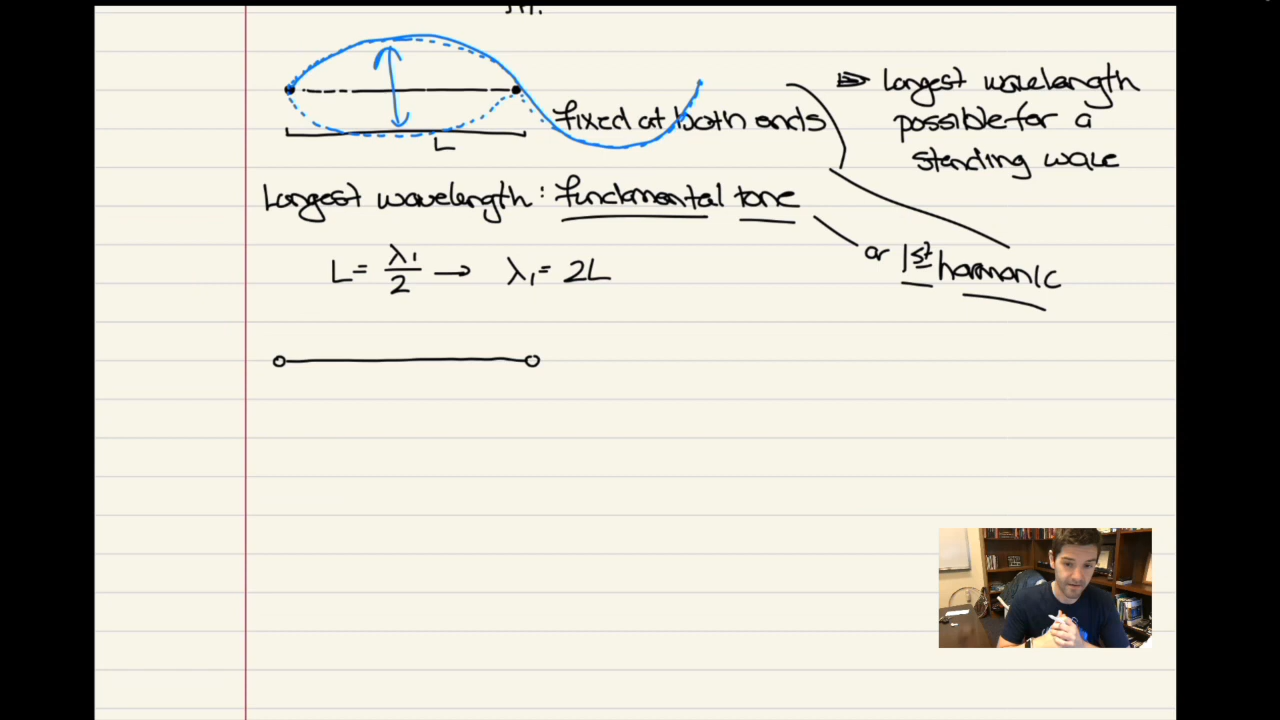 fixed at both ends
L
→ Longest wavelength
possible for a
standing wave
Longest wavelength: fundamental tone
or 1st harmonic
L = λ₁/2 → λ₁ = 2L